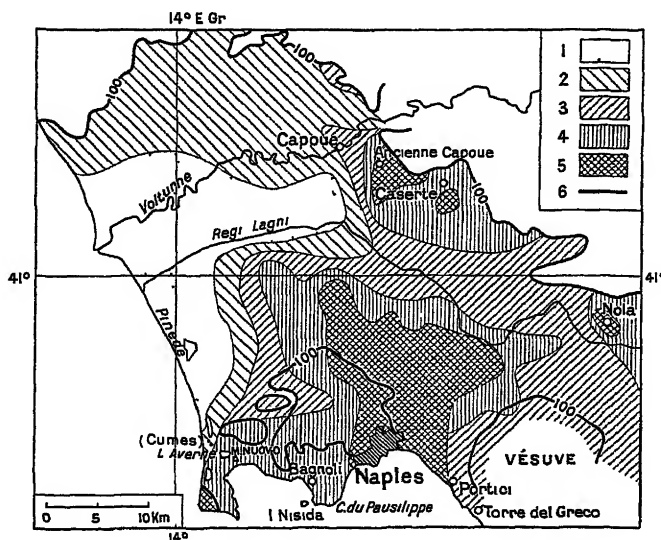 14° E Gr
1
2
3
4
5
6
100
100
Cappue
Ancienne Capoue
Caserte
100
Volturne
Regi Lagni
41°
41°
Pinède
Nola
100
100
(Cumes)
L. Averne
M. NUOVO
Bagnoli
Naples
VÉSUVE
Portici
I Nisida
C. du Pausilippe
Torre del Greco
0 5 10 Km
14°